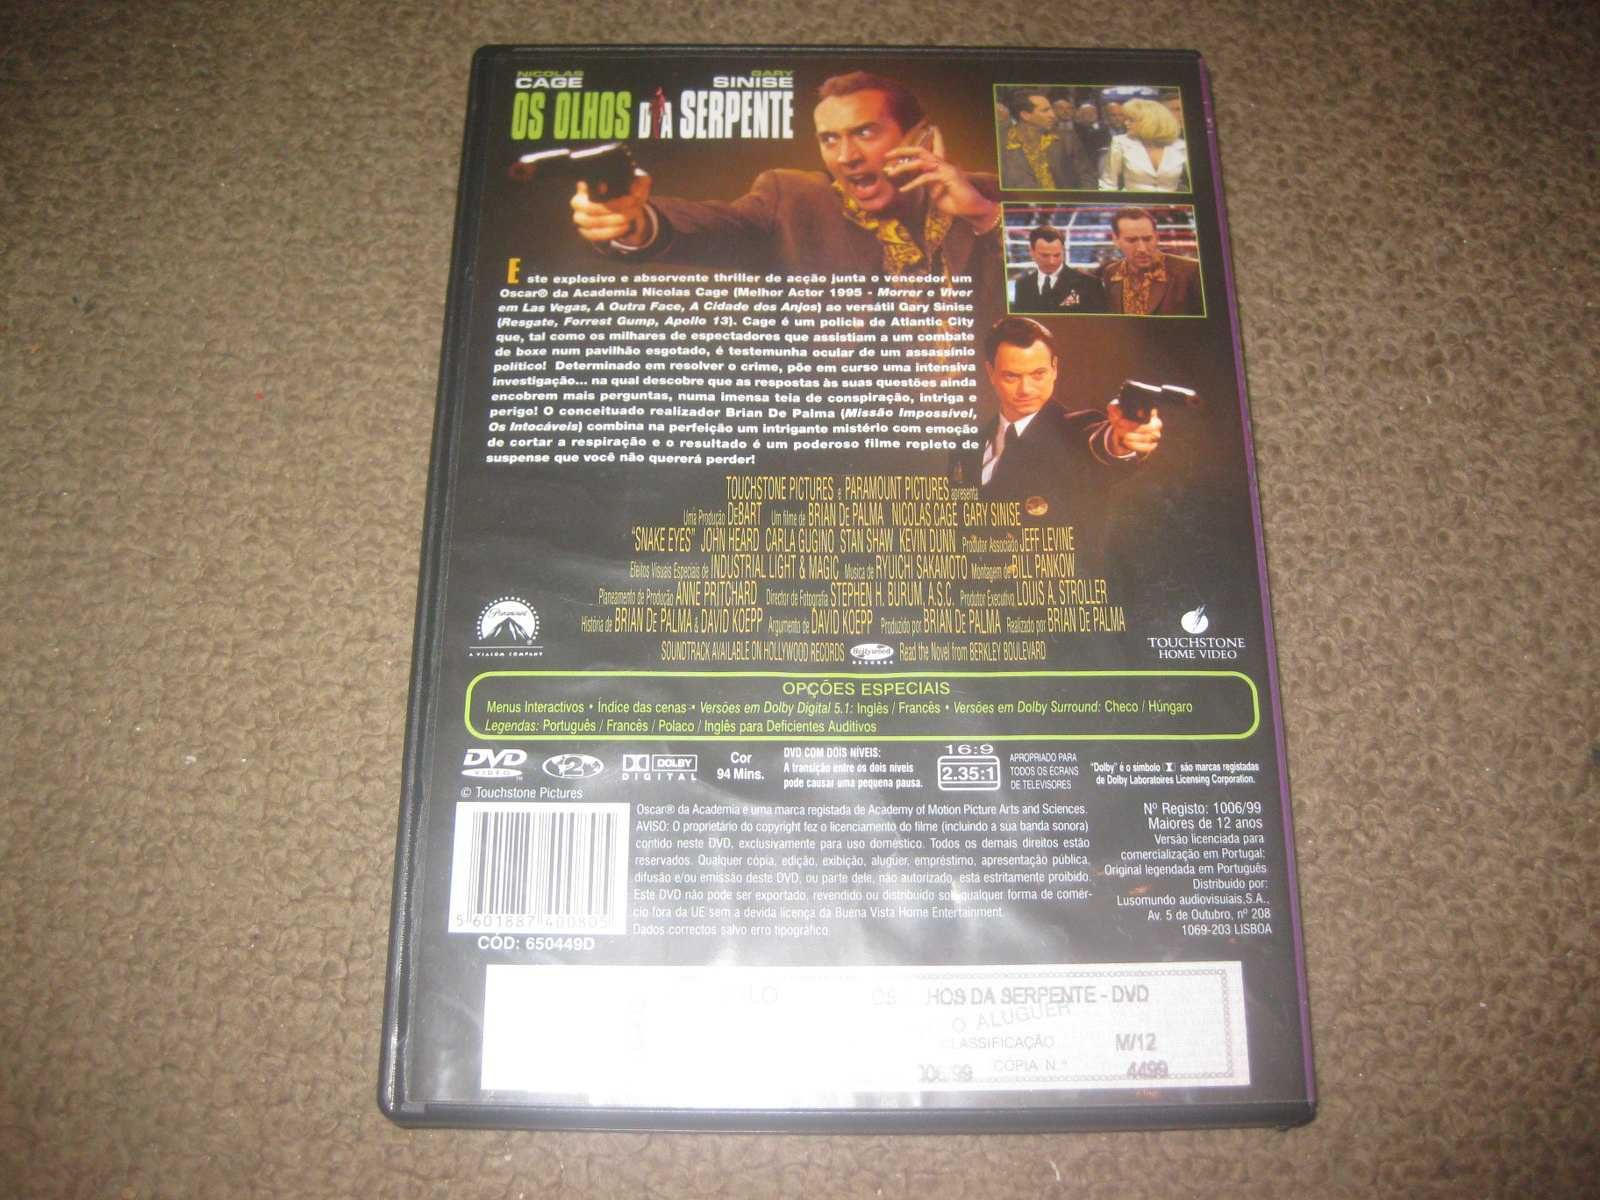 NICOLAS CAGE
GARY SINISE
OS OLHOS DA SERPENTE
Este explosivo e absorvente thriller de acção junta o vencedor um
Oscar® da Academia Nicolas Cage (Melhor Actor 1995 - Morrer e Viver
em Las Vegas, A Outra Face, A Cidade dos Anjos) ao versátil Gary Sinise
(Resgate, Forrest Gump, Apollo 13). Cage é um polícia de Atlantic City
que, tal como os milhares de espectadores que assistiam a um combate
de boxe num pavilhão esgotado, é testemunha ocular de um assassínio
político! Determinado em resolver o crime, põe em curso uma intensiva
investigação... na qual descobre que as respostas às suas questões ainda
encobrem mais perguntas, numa imensa teia de conspiração, intriga e
perigo! O conceituado realizador Brian De Palma (Missão Impossível,
Os Intocáveis) combina na perfeição um intrigante mistério com emoção
de cortar a respiração e o resultado é um poderoso filme repleto de
suspense que você não quererá perder!
TOUCHSTONE PICTURES e PARAMOUNT PICTURES apresenta
Uma Produção DEBART Um filme de BRIAN DE PALMA NICOLAS CAGE GARY SINISE
"SNAKE EYES" JOHN HEARD CARLA GUGINO STAN SHAW KEVIN DUNN Produtor Associado JEFF LEVINE
Efeitos Visuais Especiais de INDUSTRIAL LIGHT & MAGIC Musica de RYUICHI SAKAMOTO Montagem de BILL PANKOW
Planeamento de Produção ANNE PRITCHARD Director de Fotografia STEPHEN H. BURUM, A.S.C. Produtor Executivo LOUIS A. STROLLER
História de BRIAN DE PALMA & DAVID KOEPP Argumento de DAVID KOEPP Produzido por BRIAN DE PALMA Realizado por BRIAN DE PALMA
SOUNDTRACK AVAILABLE ON HOLLYWOOD RECORDS Hollywood RECORDS Read the Novel from BERKLEY BOULEVARD
Paramount
A VIACOM COMPANY
TOUCHSTONE
HOME VIDEO
OPÇÕES ESPECIAIS
Menus Interactivos • Índice das cenas • Versões em Dolby Digital 5.1: Inglês / Francês • Versões em Dolby Surround: Checo / Húngaro
Legendas: Português / Francês / Polaco / Inglês para Deficientes Auditivos
DVD
VIDEO
2
DOLBY
DIGITAL
Cor
94 Mins.
DVD COM DOIS NÍVEIS:
A transição entre os dois níveis
pode causar uma pequena pausa.
16:9
2.35:1
APROPRIADO PARA
TODOS OS ECRANS
DE TELEVISORES
"Dolby" é o símbolo são marcas registadas
de Dolby Laboratoires Licensing Corporation.
© Touchstone Pictures
Oscar® da Academia é uma marca registada de Academy of Motion Picture Arts and Sciences.
AVISO: O proprietário do copyright fez o licenciamento do filme (incluindo a sua banda sonora)
contido neste DVD, exclusivamente para uso doméstico. Todos os demais direitos estão
reservados. Qualquer cópia, edição, exibição, aluguer, empréstimo, apresentação pública,
difusão e/ou emissão deste DVD, ou parte dele, não autorizado, está estritamente proibido.
Este DVD não pode ser exportado, revendido ou distribuido sob qualquer forma de comér-
cio fora da UE sem a devida licença da Buena Vista Home Entertainment.
Dados correctos salvo erro tipográfico.
Nº Registo: 1006/99
Maiores de 12 anos
Versão licenciada para
comercialização em Portugal:
Original legendada em Português
Distribuido por:
Lusomundo audiovisuiais,S.A.,
Av. 5 de Outubro, nº 208
1069-203 LISBOA
5 601887 400805
CÓD: 650449D
OS HOS DA SERPENTE - DVD
O ALUGUER
CLASSIFICAÇÃO M/12
CÓPIA N.º 4499